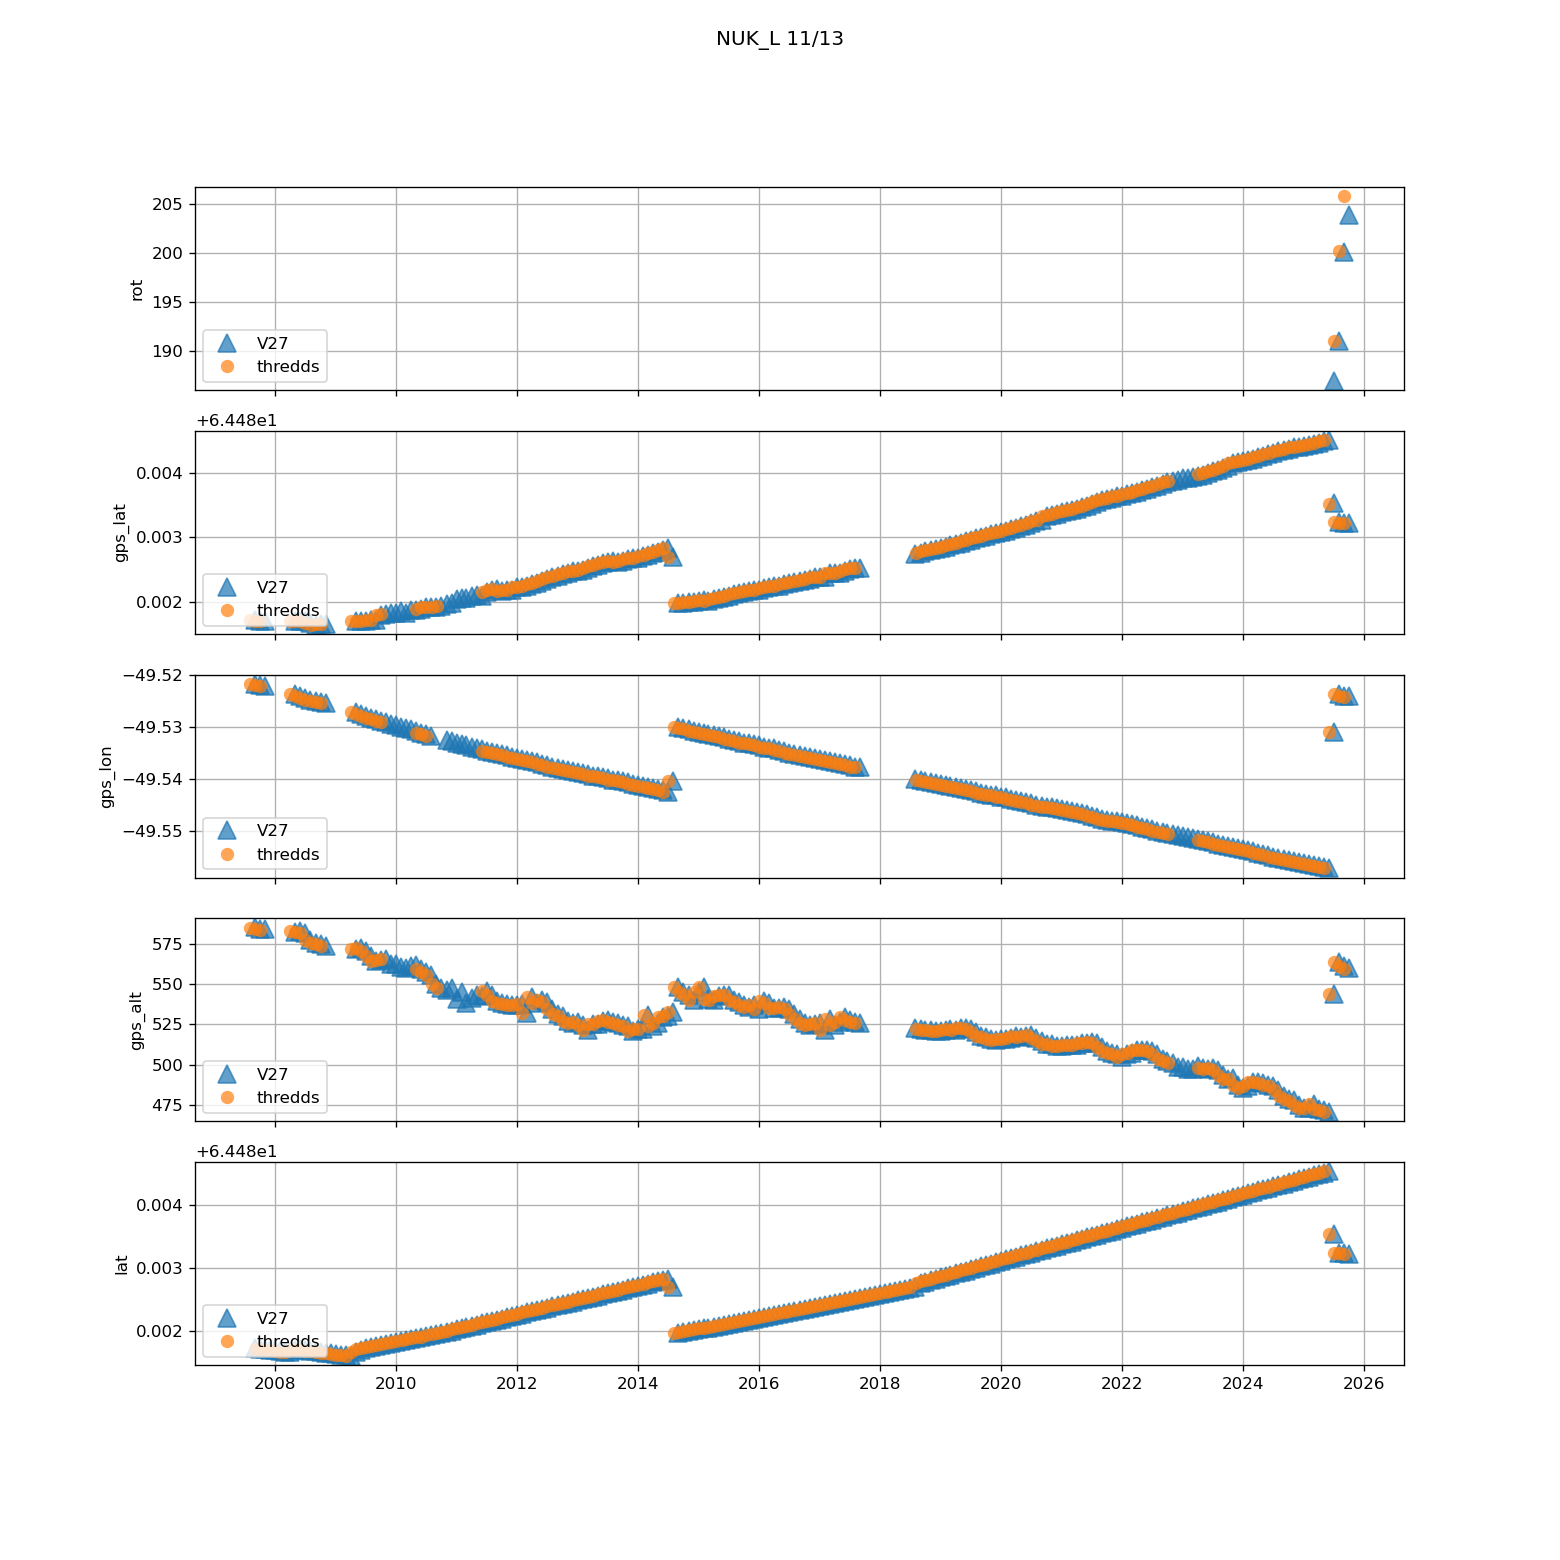 NUK_L 11/13
205
200
195
190
rot
V27
thredds
+6.448e1
0.004
0.003
0.002
gps_lat
V27
thredds
−49.52
−49.53
−49.54
−49.55
gps_lon
V27
thredds
575
550
525
500
475
gps_alt
V27
thredds
+6.448e1
0.004
0.003
0.002
lat
V27
thredds
2008 2010 2012 2014 2016 2018 2020 2022 2024 2026